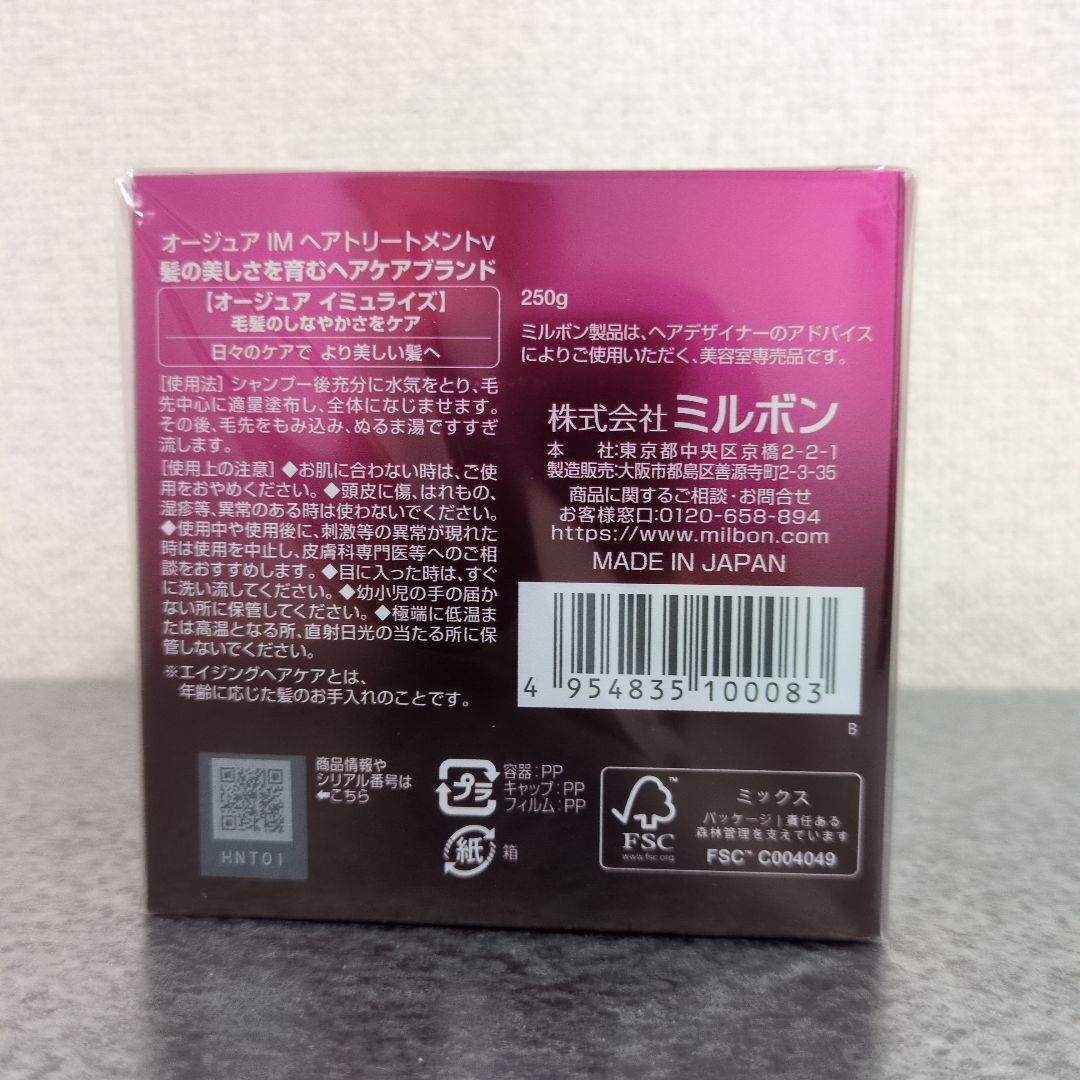 オージュア IM ヘアトリートメントv
髪の美しさを育むヘアケアブランド
【オージュア イミュライズ】
毛髪のしなやかさをケア
日々のケアで より美しい髪へ
[使用法] シャンプー後充分に水気をとり、毛
先中心に適量塗布し、全体になじませます。
その後、毛先をもみ込み、ぬるま湯ですすぎ
流します。
[使用上の注意] ◆お肌に合わない時は、ご使
用をおやめください。◆頭皮に傷、はれもの、
湿疹等、異常のある時は使わないでください。
◆使用中や使用後に、刺激等の異常が現れた
時は使用を中止し、皮膚科専門医等へのご相
談をおすすめします。◆目に入った時は、すぐ
に洗い流してください。◆幼小児の手の届か
ない所に保管してください。◆極端に低温ま
たは高温となる所、直射日光の当たる所に保
管しないでください。
※エイジングヘアケアとは、
年齢に応じた髪のお手入れのことです。
250g
ミルボン製品は、ヘアデザイナーのアドバイス
によりご使用いただく、美容室専売品です。
株式会社 ミルボン
本 社:東京都中央区京橋2-2-1
製造販売:大阪市都島区善源寺町2-3-35
商品に関するご相談・お問合せ
お客様窓口:0120-658-894
https://www.milbon.com
MADE IN JAPAN
4 954835 100083
B
HNT01
商品情報や
シリアル番号は
⬅こちら
プラ
容器:PP
キャップ:PP
フィルム:PP
紙
箱
FSC™
www.fsc.org
ミックス
パッケージ | 責任ある
森林管理を支えています
FSC™ C004049